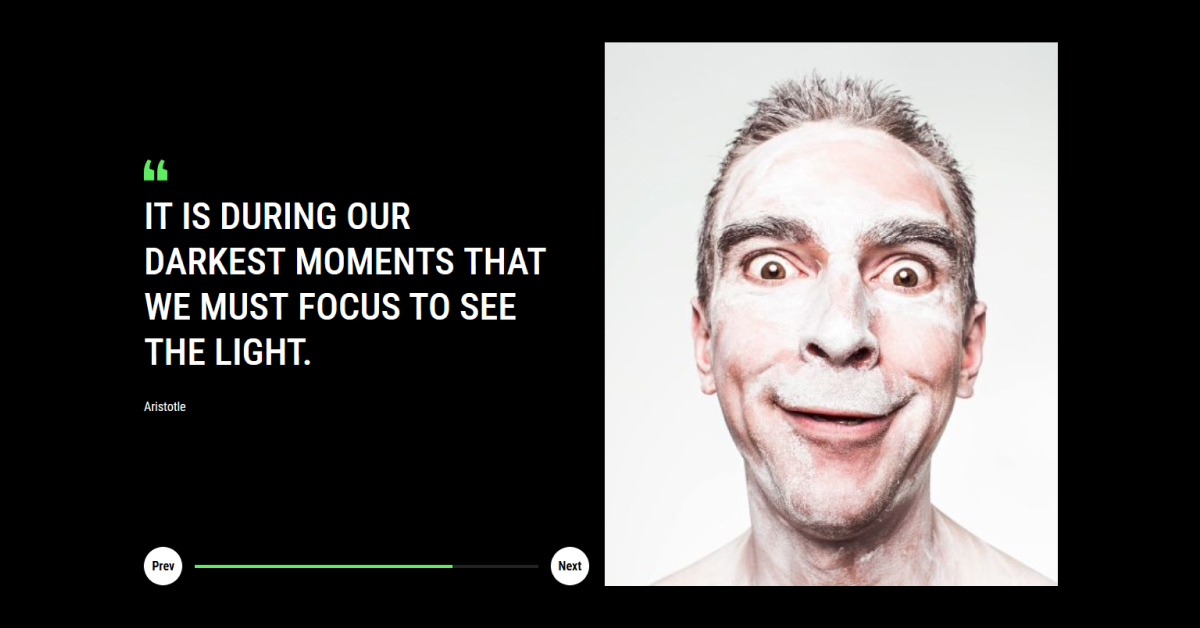 “
IT IS DURING OUR
DARKEST MOMENTS THAT
WE MUST FOCUS TO SEE
THE LIGHT.
Aristotle
Prev Next